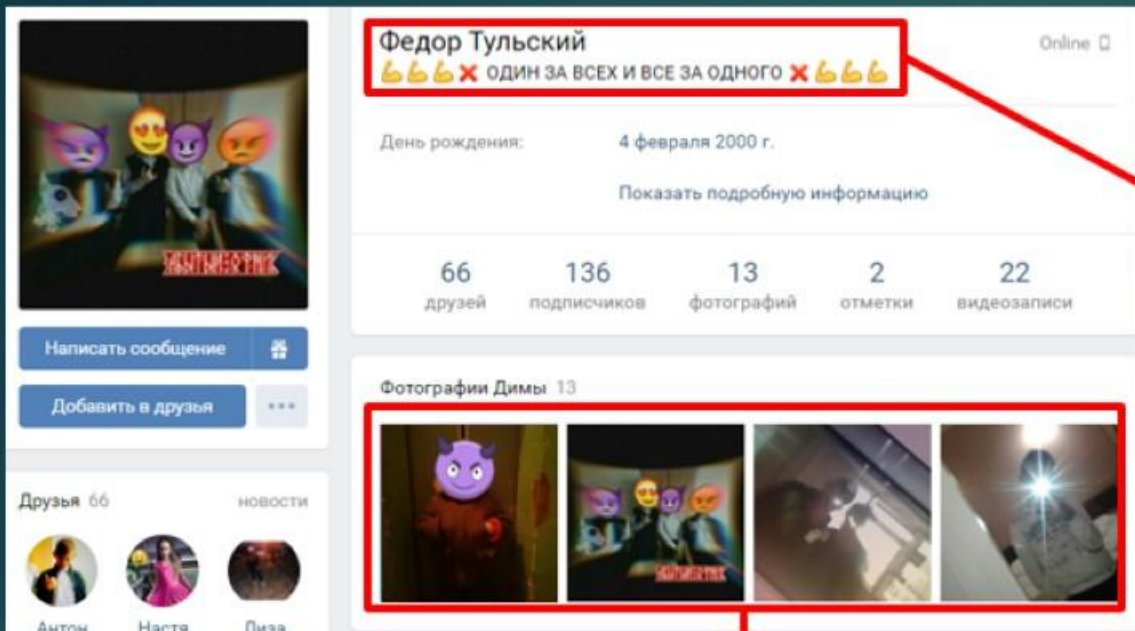 Федор Тульский
Online
💪💪💪❌ ОДИН ЗА ВСЕХ И ВСЕ ЗА ОДНОГО ❌💪💪💪
День рождения: 4 февраля 2000 г.
Показать подробную информацию
66 136 13 2 22
друзей подписчиков фотографий отметки видеозаписи
Написать сообщение
Добавить в друзья
Фотографии Димы 13
Друзья 66 новости
Антон Настя Лиза